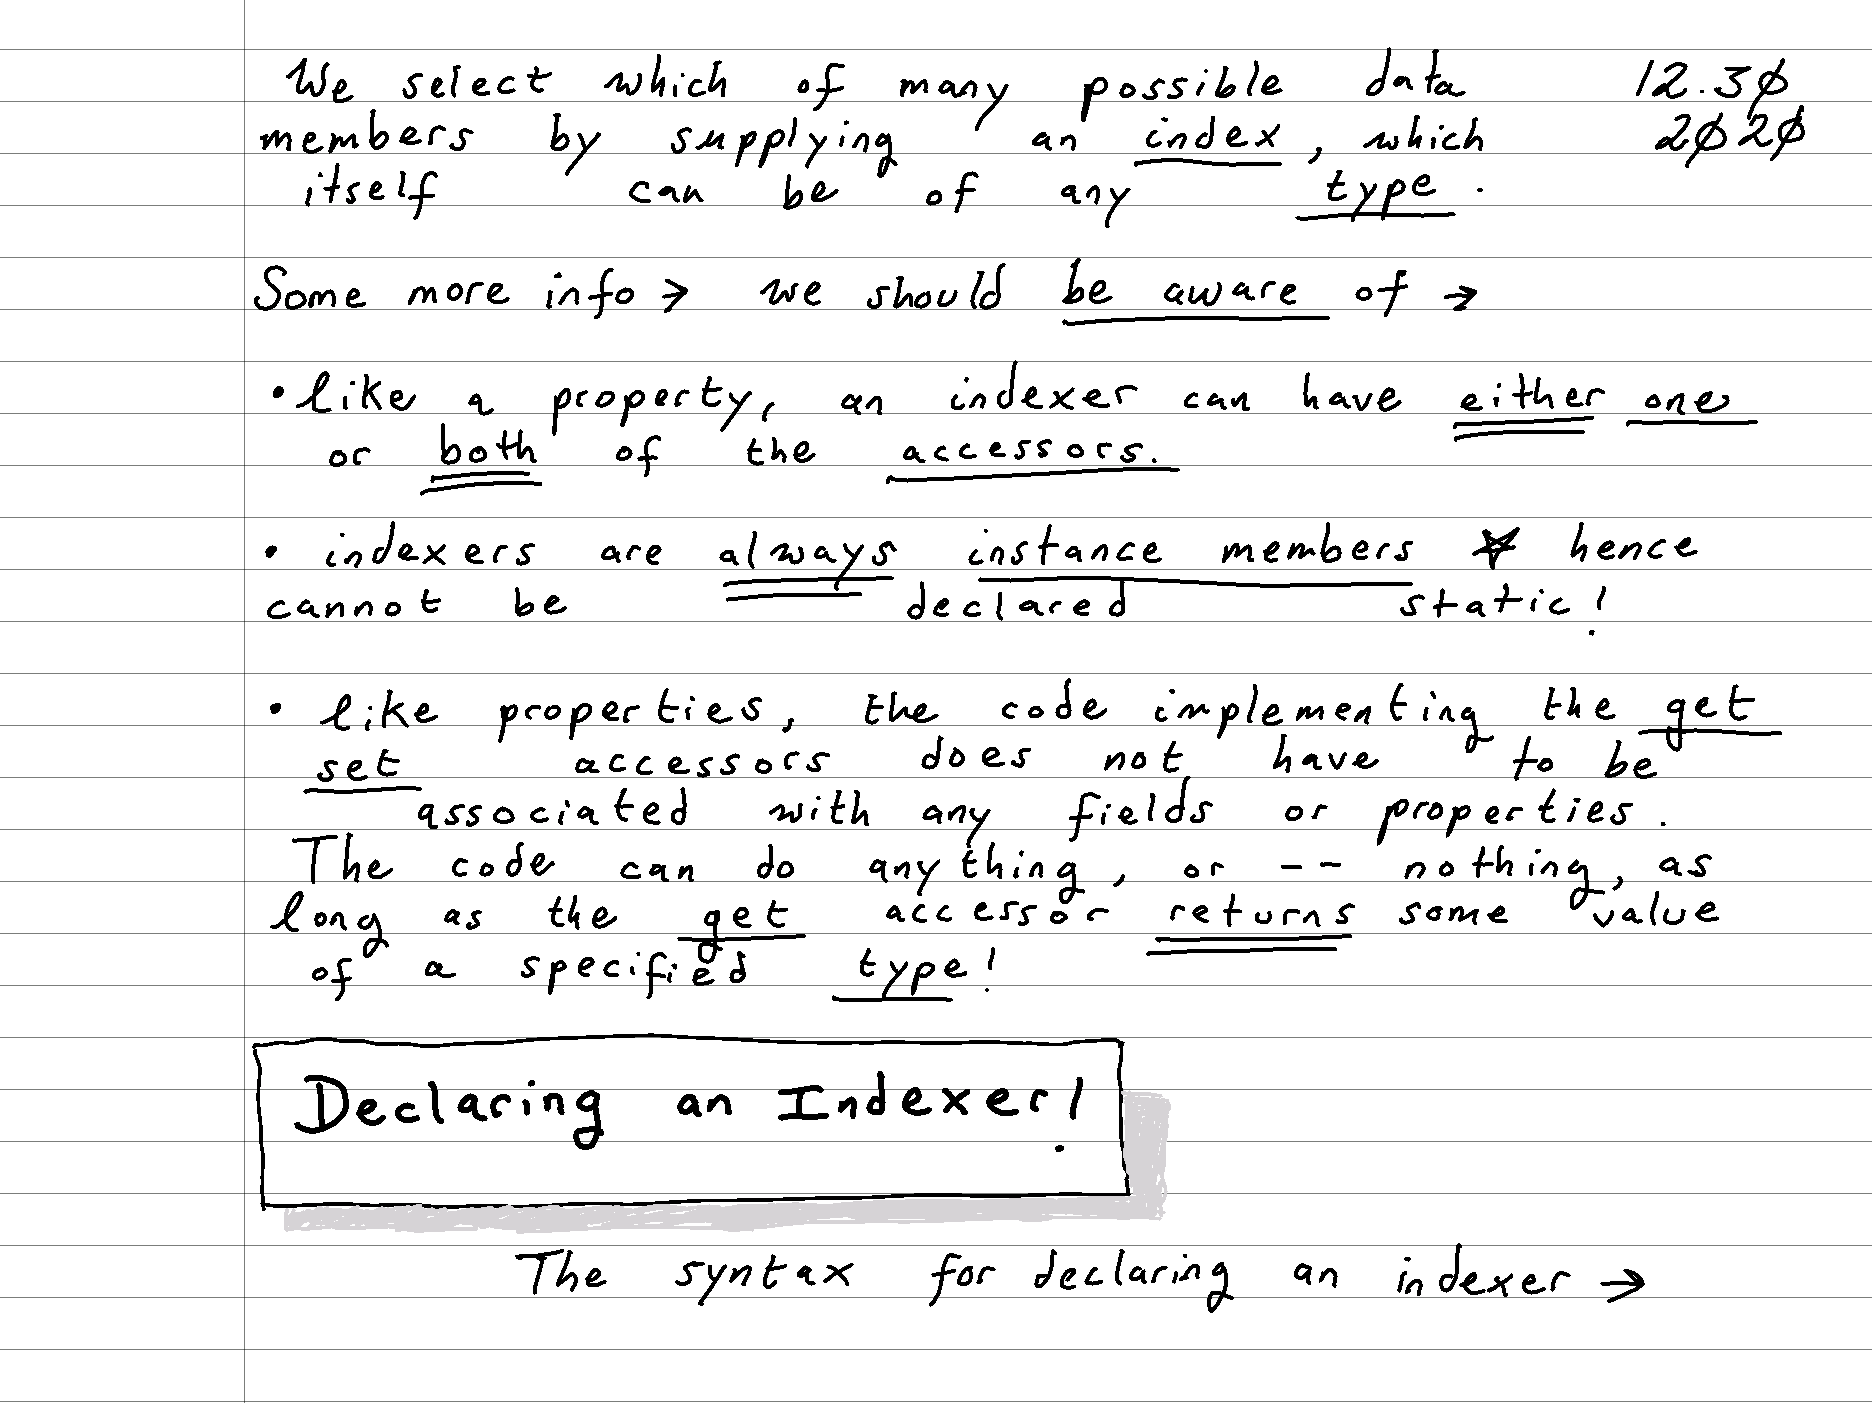 We select which of many possible data 12.30
members by supplying an index, which 2020
itself can be of any type.
Some more info → we should be aware of →
• like a property, an indexer can have either one
or both of the accessors.
• indexers are always instance members ☆ hence
cannot be declared static!
• like properties, the code implementing the get
set accessors does not have to be
associated with any fields or properties.
The code can do anything, or -- nothing, as
long as the get accessor returns some value
of a specified type!
Declaring an Indexer!
The syntax for declaring an indexer →